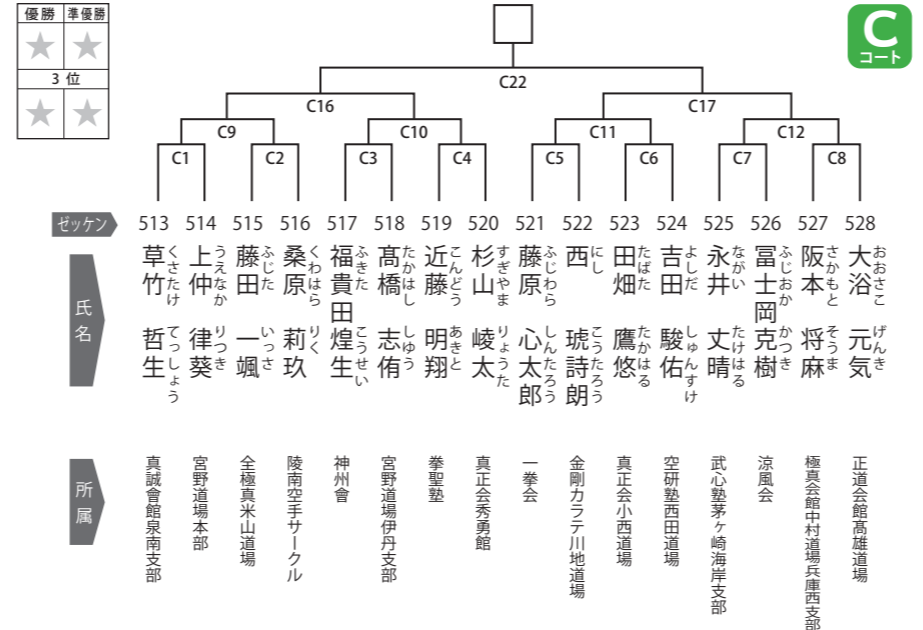 優勝 準優勝
3 位
C
コート
C22
C16 C17
C9 C10 C11 C12
C1 C2 C3 C4 C5 C6 C7 C8
ゼッケン
513 514 515 516 517 518 519 520 521 522 523 524 525 526 527 528
氏名
草竹 哲生
くさたけ てっしょう
上仲 律葵
うえなか りつき
藤田 一颯
ふじた いっさ
桑原 莉玖
くわはら りく
福貴田 煌生
ふきた こうせい
髙橋 志侑
たかはし しゆう
近藤 明翔
こんどう あきと
杉山 崚太
すぎやま りょうた
藤原 心太郎
ふじわら しんたろう
西 琥詩朗
にし こうたろう
田畑 鷹悠
たばた たかはる
吉田 駿佑
よしだ しゅんすけ
永井 丈晴
ながい たけはる
冨士岡 克樹
ふじおか かつき
阪本 将麻
さかもと そうま
大浴 元気
おおさこ げんき
所属
真誠會館泉南支部
宮野道場本部
全極真米山道場
陵南空手サークル
神州會
宮野道場伊丹支部
拳聖塾
真正会秀勇館
一拳会
金剛カラテ川地道場
真正会小西道場
空研塾西田道場
武心塾茅ヶ崎海岸支部
涼風会
極真会館中村道場兵庫西支部
正道会館髙雄道場